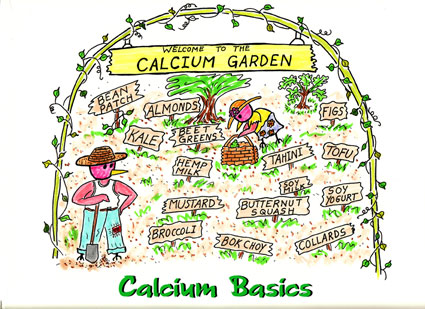 WELCOME TO THE
CALCIUM GARDEN
BEAN
PATCH
ALMONDS
FIGS
KALE
BEET
GREENS
HEMP
MILK
TAHINI
TOFU
SOY
MILK
SOY
YOGURT
MUSTARD
BUTTERNUT
SQUASH
BROCCOLI
BOK CHOY
COLLARDS
Calcium Basics